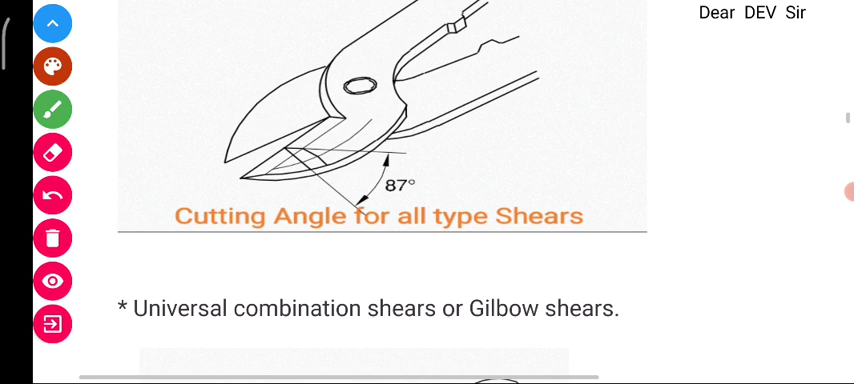 Dear DEV Sir
87°
Cutting Angle for all type Shears
* Universal combination shears or Gilbow shears.